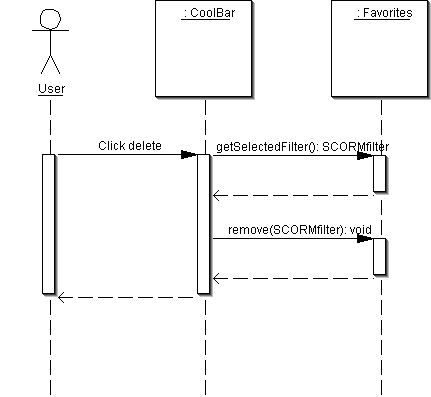 : CoolBar
: Favorites
User
Click delete
getSelectedFilter(): SCORMfilter
remove(SCORMfilter): void